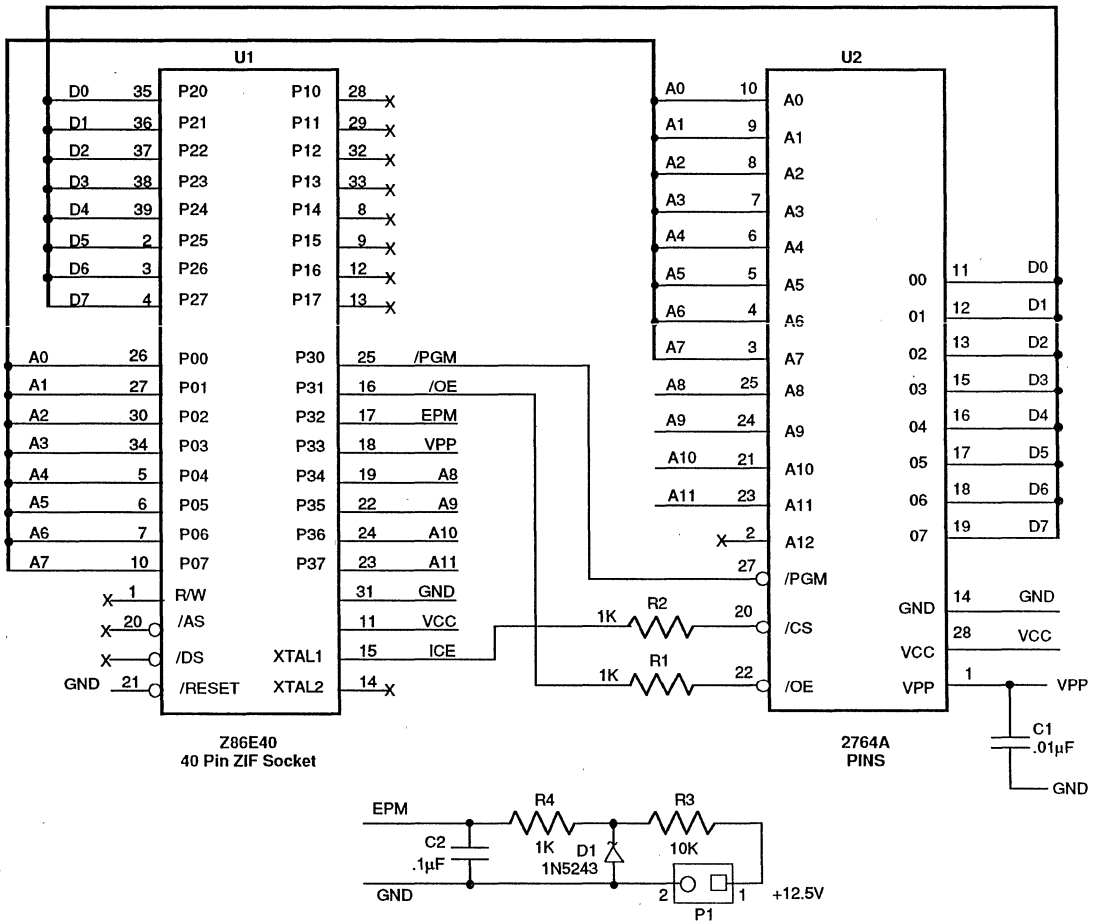 U1
D0 35 P20 P10 28 X
D1 36 P21 P11 29 X
D2 37 P22 P12 32 X
D3 38 P23 P13 33 X
D4 39 P24 P14 8 X
D5 2 P25 P15 9 X
D6 3 P26 P16 12 X
D7 4 P27 P17 13 X
A0 26 P00 P30 25 /PGM
A1 27 P01 P31 16 /OE
A2 30 P02 P32 17 EPM
A3 34 P03 P33 18 VPP
A4 5 P04 P34 19 A8
A5 6 P05 P35 22 A9
A6 7 P06 P36 24 A10
A7 10 P07 P37 23 A11
X 1 R/W 31 GND
X 20 /AS 11 VCC
X /DS XTAL1 15 ICE
GND 21 /RESET XTAL2 14 X
Z86E40
40 Pin ZIF Socket
U2
A0 10 A0
A1 9 A1
A2 8 A2
A3 7 A3
A4 6 A4
A5 5 A5
A6 4 A6
A7 3 A7
A8 25 A8
A9 24 A9
A10 21 A10
A11 23 A11
X 2 A12
27 /PGM
R2
1K 20 /CS
R1
1K 22 /OE
00 11 D0
01 12 D1
02 13 D2
03 15 D3
04 16 D4
05 17 D5
06 18 D6
07 19 D7
GND 14 GND
VCC 28 VCC
VPP 1 VPP
C1
.01µF
GND
2764A
PINS
EPM R4 R3
C2 1K D1 10K
.1µF 1N5243
GND 2 1 +12.5V
P1